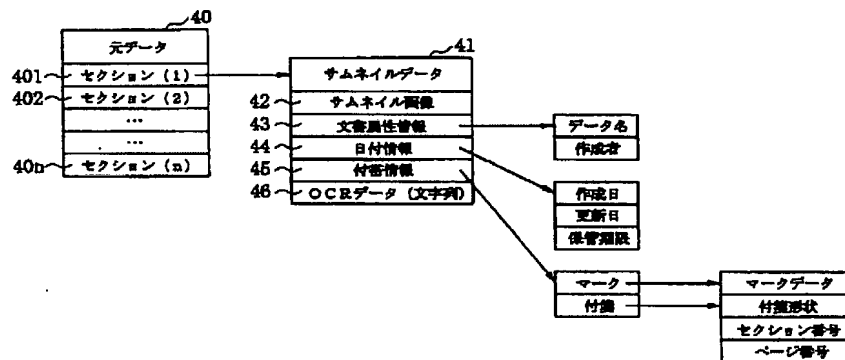 40
元データ
401 セクション (1)
402 セクション (2)
...
...
40n セクション (n)
41
サムネイルデータ
42 サムネイル画像
43 文書属性情報
44 日付情報
45 付箋情報
46 OCRデータ (文字列)
データ名
作成者
作成日
更新日
保管期限
マーク
付箋
マークデータ
付箋形状
セクション番号
ページ番号